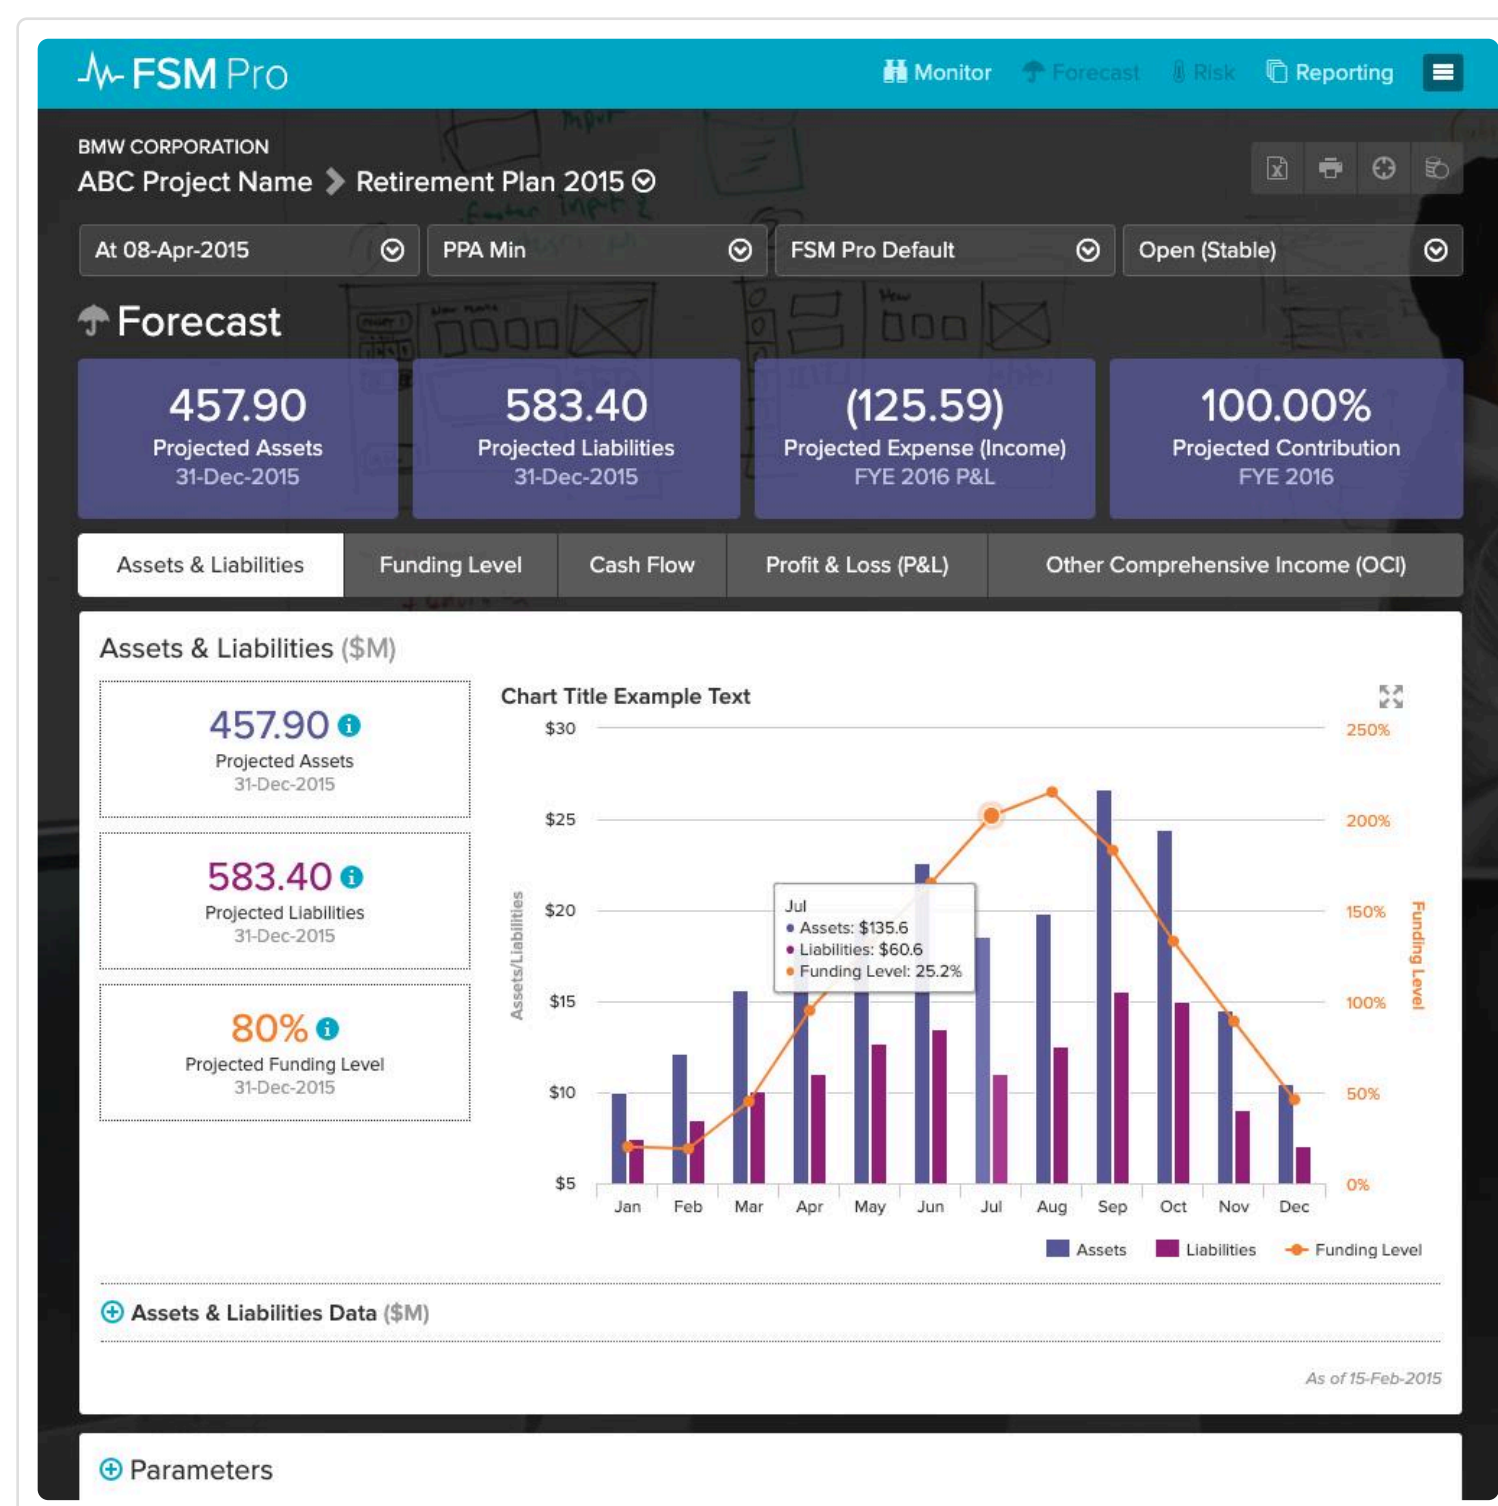 FSM Pro
Monitor
Forecast
Risk
Reporting
BMW CORPORATION
ABC Project Name
Retirement Plan 2015
At 08-Apr-2015
PPA Min
FSM Pro Default
Open (Stable)
Forecast
457.90
Projected Assets
31-Dec-2015
583.40
Projected Liabilities
31-Dec-2015
(125.59)
Projected Expense (Income)
FYE 2016 P&L
100.00%
Projected Contribution
FYE 2016
Assets & Liabilities
Funding Level
Cash Flow
Profit & Loss (P&L)
Other Comprehensive Income (OCI)
Assets & Liabilities ($M)
457.90
Projected Assets
31-Dec-2015
583.40
Projected Liabilities
31-Dec-2015
80%
Projected Funding Level
31-Dec-2015
Chart Title Example Text
$30
$25
$20
$15
$10
$5
Assets/Liabilities
250%
200%
150%
100%
50%
0%
Funding Level
Jul
Assets: $135.6
Liabilities: $60.6
Funding Level: 25.2%
Jan
Feb
Mar
Apr
May
Jun
Jul
Aug
Sep
Oct
Nov
Dec
Assets
Liabilities
Funding Level
Assets & Liabilities Data ($M)
As of 15-Feb-2015
Parameters